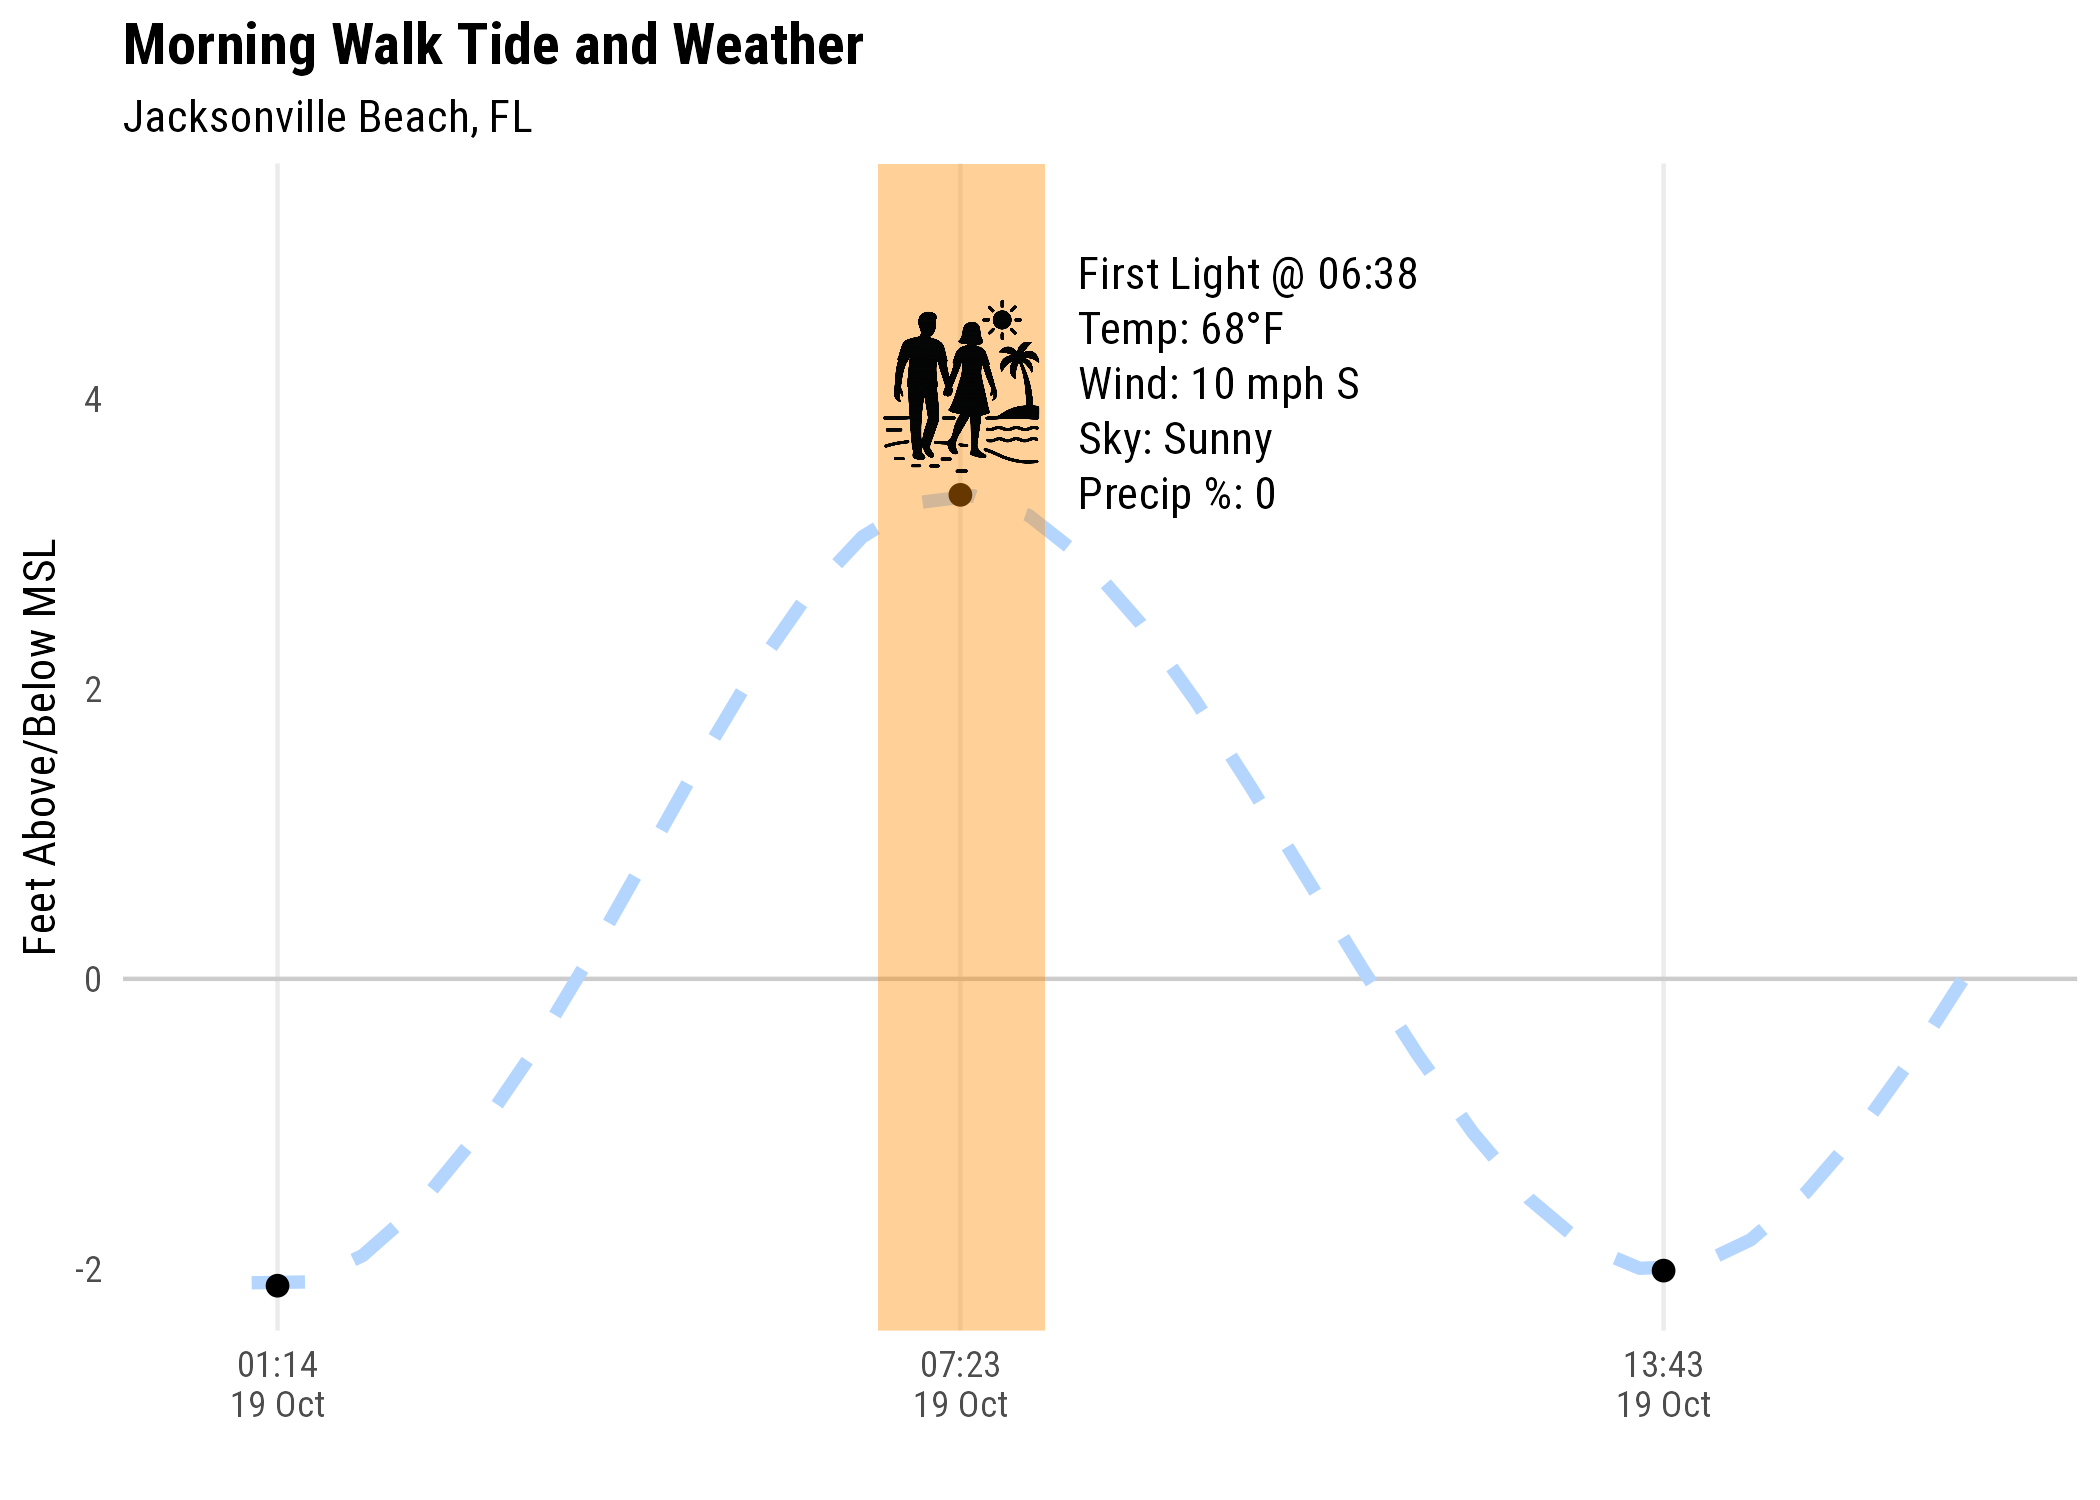 Morning Walk Tide and Weather
Jacksonville Beach, FL
First Light @ 06:38
Temp: 68°F
Wind: 10 mph S
Sky: Sunny
Precip %: 0
Feet Above/Below MSL
4
2
0
-2
01:14
19 Oct
07:23
19 Oct
13:43
19 Oct